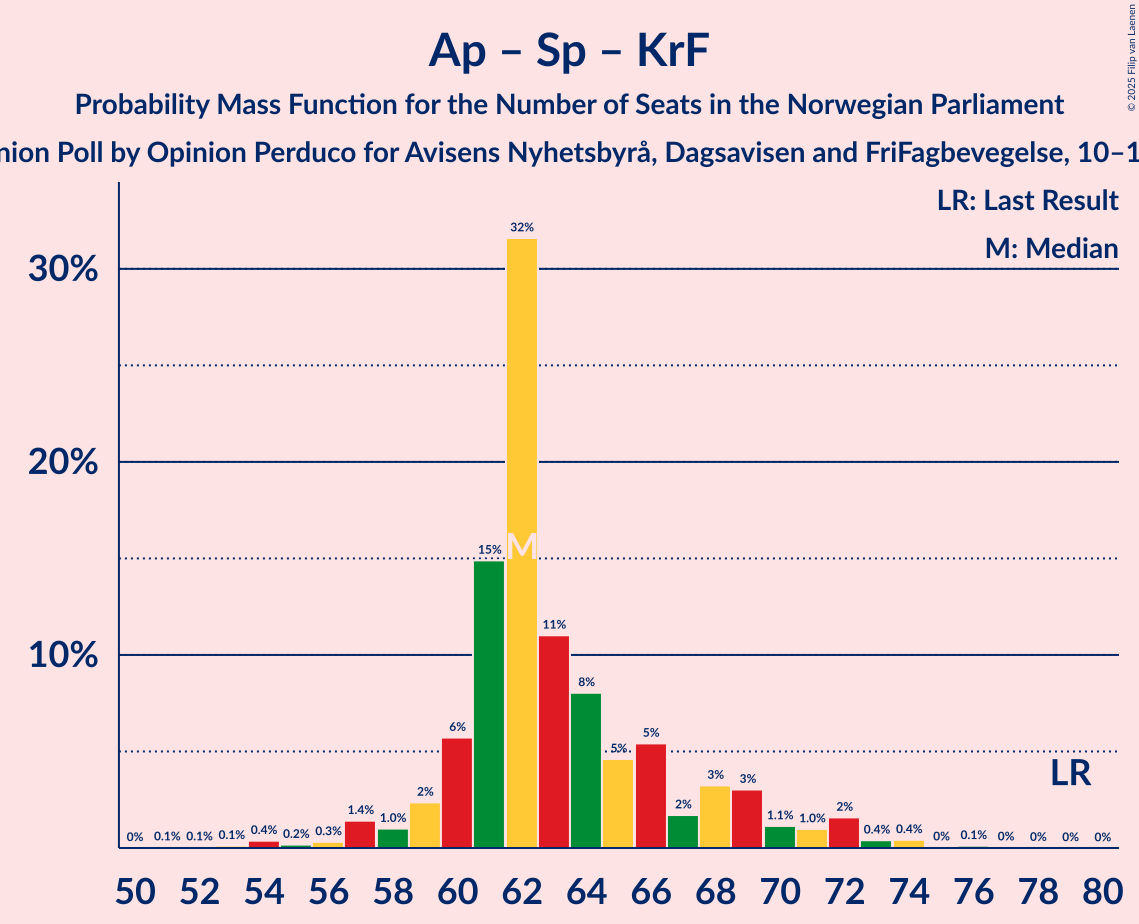 Ap – Sp – KrF
Probability Mass Function for the Number of Seats in the Norwegian Parliament
nion Poll by Opinion Perduco for Avisens Nyhetsbyrå, Dagsavisen and FriFagbevegelse, 10–1
© 2025 Filip van Laenen
LR: Last Result
M: Median
30%
20%
10%
0% 0.1% 0.1% 0.1% 0.4% 0.2% 0.3% 1.4% 1.0% 2% 6% 15% 32% 11% 8% 5% 5% 2% 3% 3% 1.1% 1.0% 2% 0.4% 0.4% 0% 0.1% 0% 0% 0% 0%
M
LR
50 52 54 56 58 60 62 64 66 68 70 72 74 76 78 80